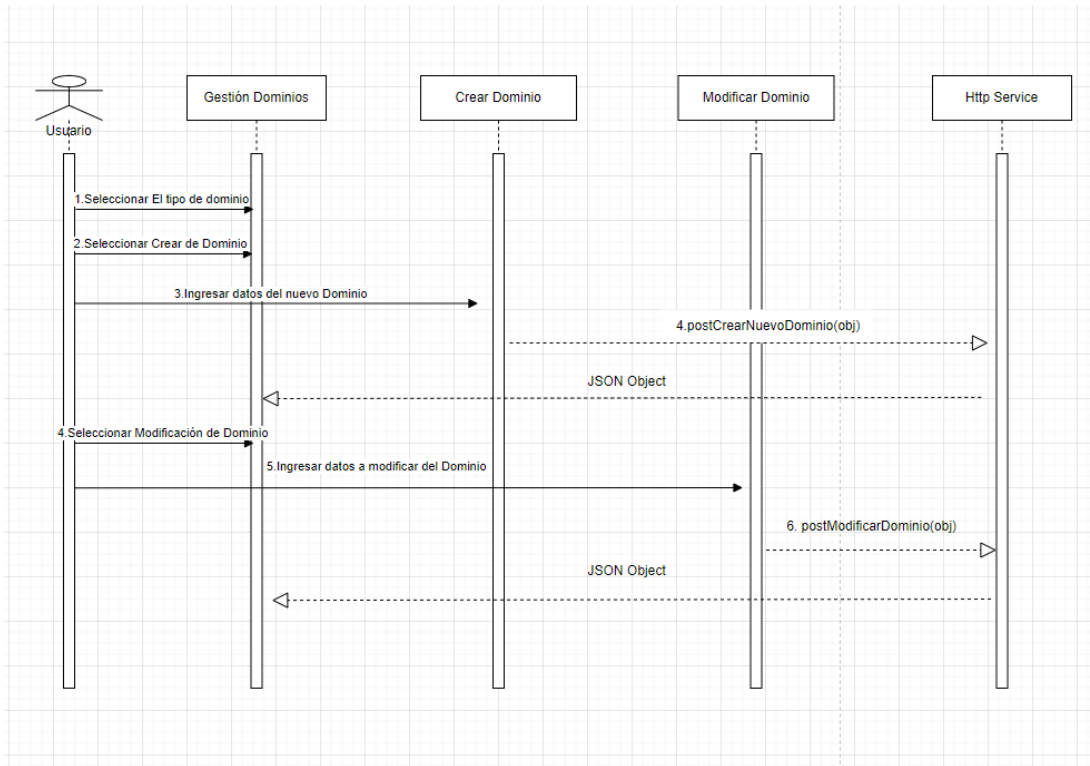 Usuario
Gestión Dominios
Crear Dominio
Modificar Dominio
Http Service
1.Seleccionar El tipo de dominio
2.Seleccionar Crear de Dominio
3.Ingresar datos del nuevo Dominio
4.postCrearNuevoDominio(obj)
JSON Object
4.Seleccionar Modificación de Dominio
5.Ingresar datos a modificar del Dominio
6. postModificarDominio(obj)
JSON Object